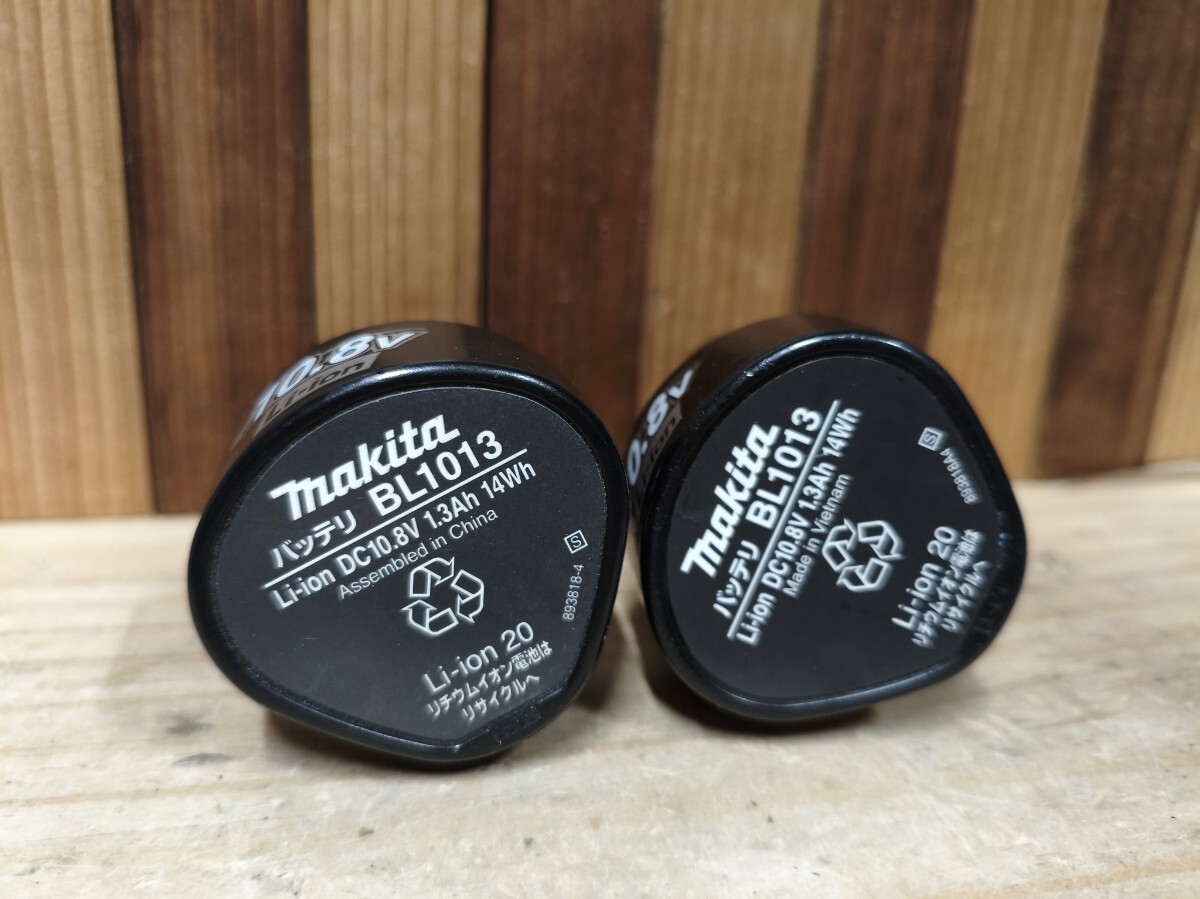 10.8V
Li-ion
makita
バッテリ BL1013
Li-ion DC10.8V 1.3Ah 14Wh
Assembled in China
S
893818-4
Li-ion 20
リチウムイオン電池は
リサイクルへ
0.8V
makita
バッテリ BL1013
Li-ion DC10.8V 1.3Ah 14Wh
Made in Vietnam
S
893818A4
Li-ion 20
リチウムイオン電池は
リサイクルへ